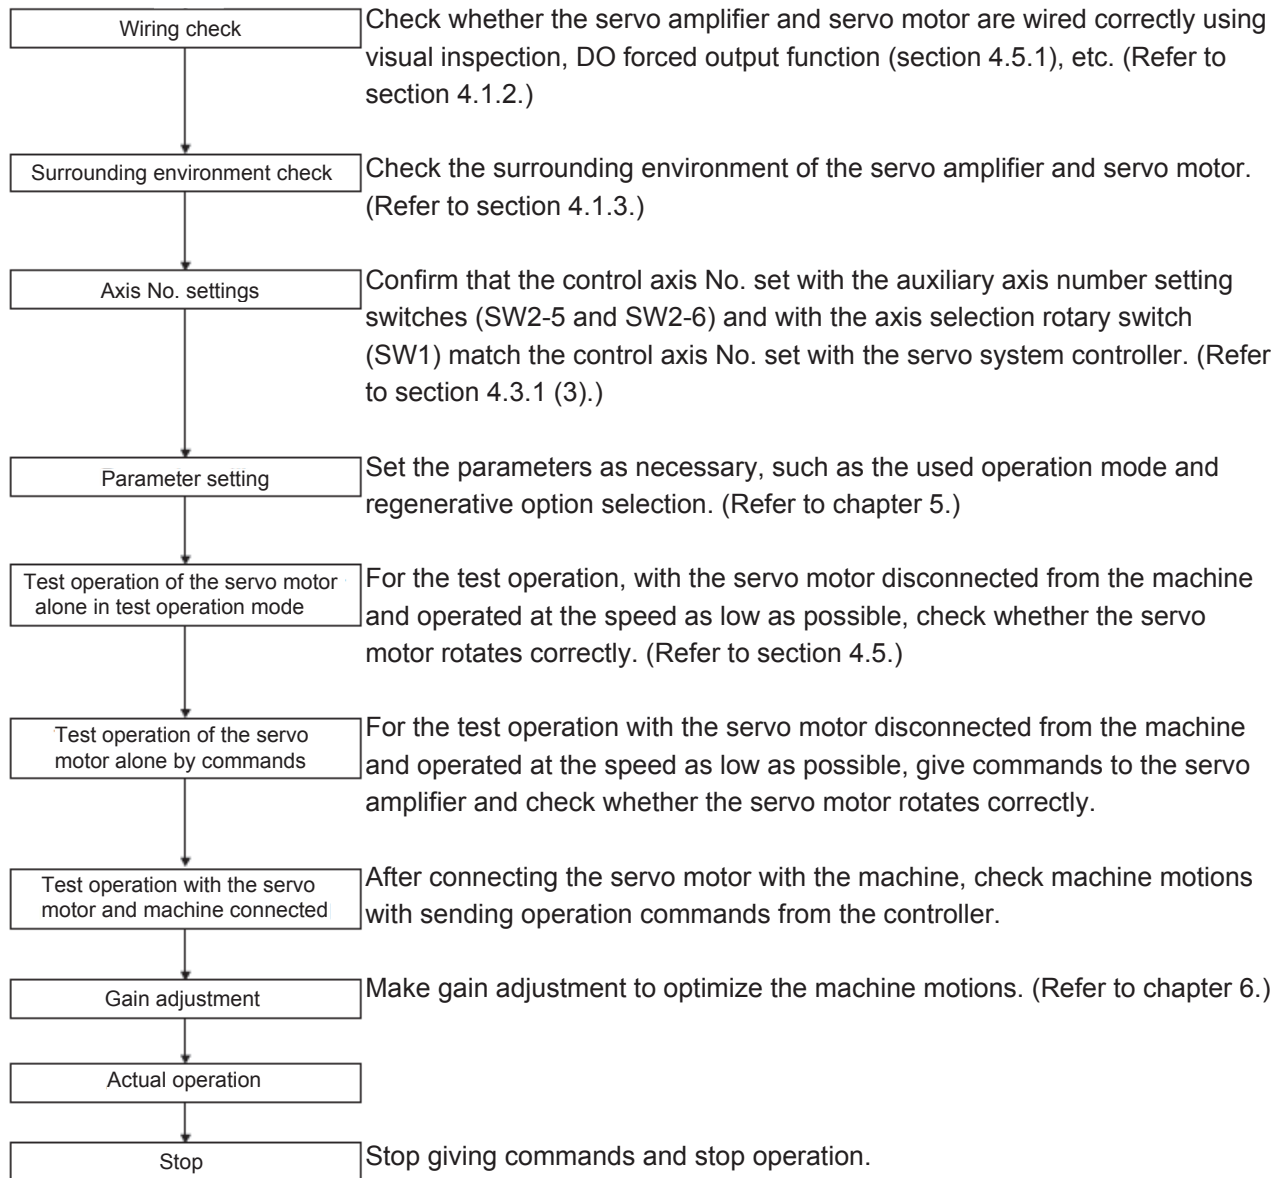 Wiring check
Check whether the servo amplifier and servo motor are wired correctly using
visual inspection, DO forced output function (section 4.5.1), etc. (Refer to
section 4.1.2.)
Surrounding environment check
Check the surrounding environment of the servo amplifier and servo motor.
(Refer to section 4.1.3.)
Axis No. settings
Confirm that the control axis No. set with the auxiliary axis number setting
switches (SW2-5 and SW2-6) and with the axis selection rotary switch
(SW1) match the control axis No. set with the servo system controller. (Refer
to section 4.3.1 (3).)
Parameter setting
Set the parameters as necessary, such as the used operation mode and
regenerative option selection. (Refer to chapter 5.)
Test operation of the servo motor
alone in test operation mode
For the test operation, with the servo motor disconnected from the machine
and operated at the speed as low as possible, check whether the servo
motor rotates correctly. (Refer to section 4.5.)
Test operation of the servo
motor alone by commands
For the test operation with the servo motor disconnected from the machine
and operated at the speed as low as possible, give commands to the servo
amplifier and check whether the servo motor rotates correctly.
Test operation with the servo
motor and machine connected
After connecting the servo motor with the machine, check machine motions
with sending operation commands from the controller.
Gain adjustment
Make gain adjustment to optimize the machine motions. (Refer to chapter 6.)
Actual operation
Stop
Stop giving commands and stop operation.